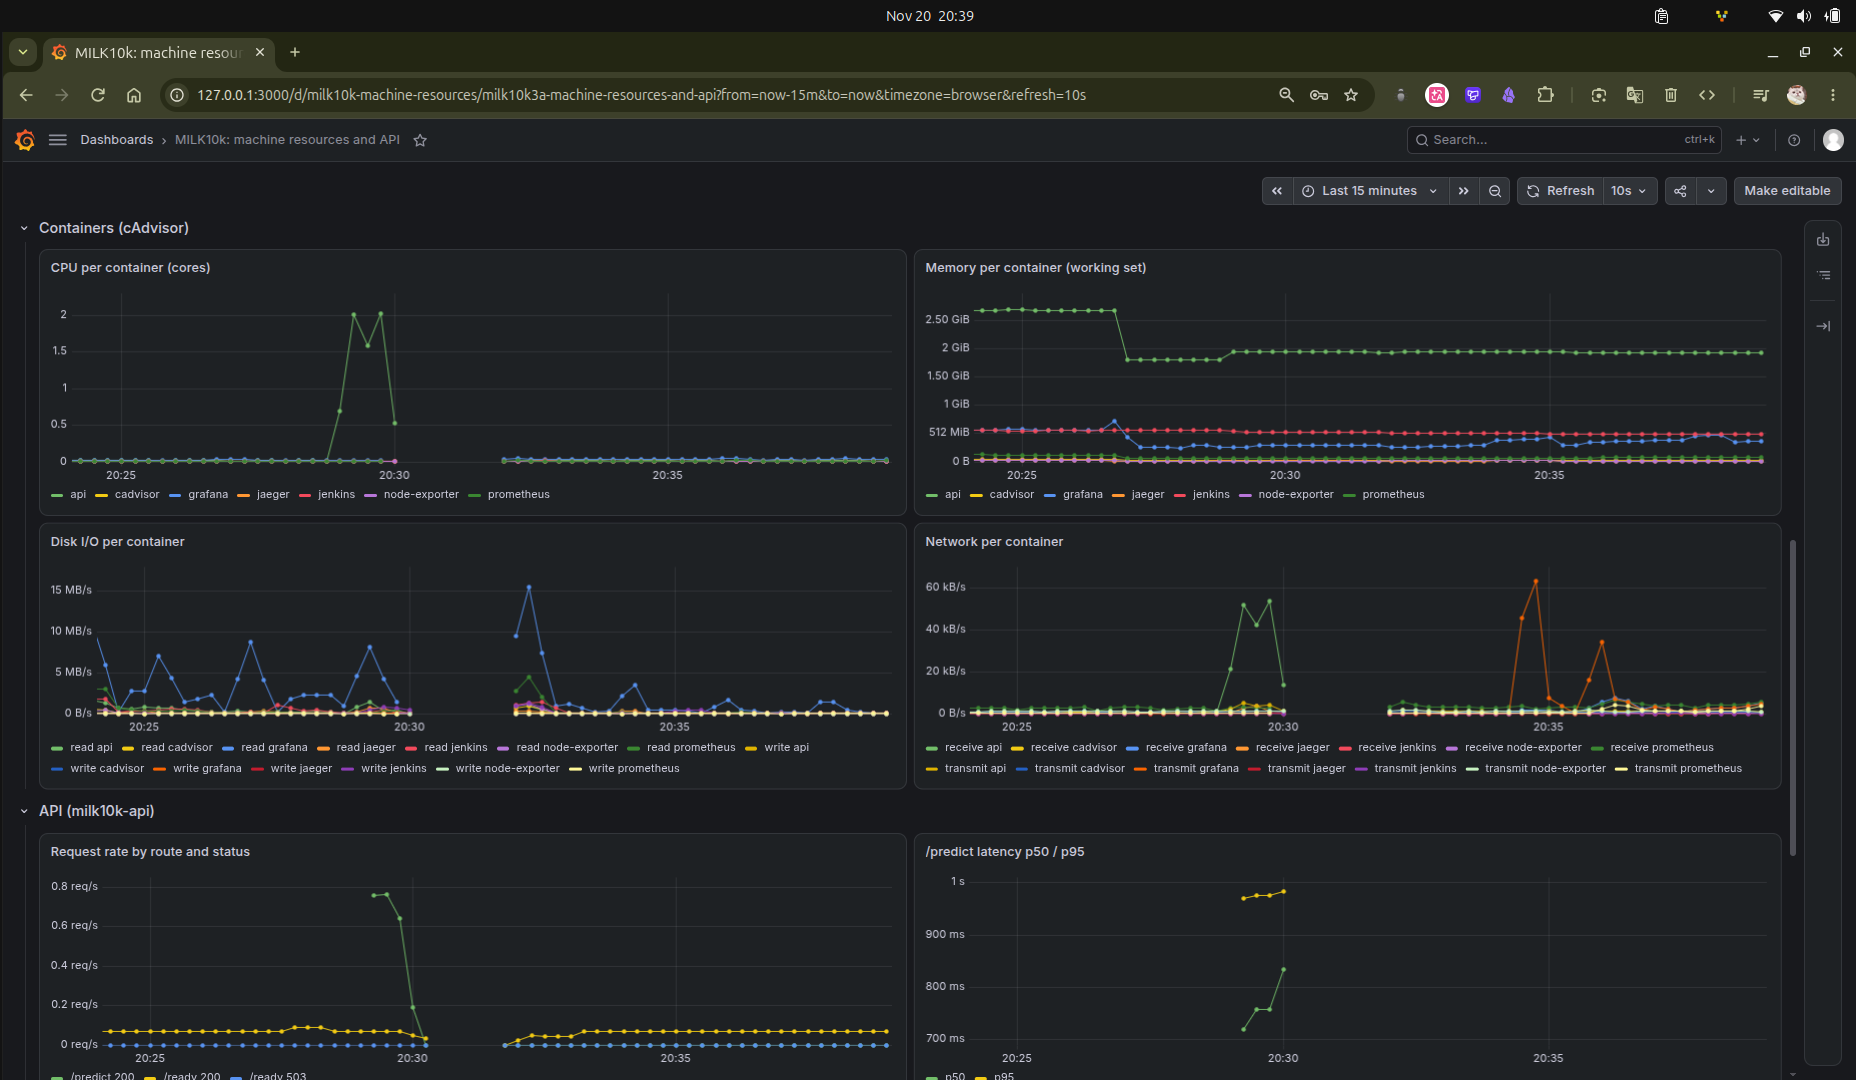 Nov 20 20:39
MILK10k: machine resour
127.0.0.1:3000/d/milk10k-machine-resources/milk10k3a-machine-resources-and-api?from=now-15m&to=now&timezone=browser&refresh=10s
Dashboards › MILK10k: machine resources and API
Search... ctrl+k
Last 15 minutes Refresh 10s Make editable
Containers (cAdvisor)
CPU per container (cores)
2
1.5
1
0.5
0
20:25 20:30 20:35
api cadvisor grafana jaeger jenkins node-exporter prometheus
Memory per container (working set)
2.50 GiB
2 GiB
1.50 GiB
1 GiB
512 MiB
0 B
20:25 20:30 20:35
api cadvisor grafana jaeger jenkins node-exporter prometheus
Disk I/O per container
15 MB/s
10 MB/s
5 MB/s
0 B/s
20:25 20:30 20:35
read api read cadvisor read grafana read jaeger read jenkins read node-exporter read prometheus write api
write cadvisor write grafana write jaeger write jenkins write node-exporter write prometheus
Network per container
60 kB/s
40 kB/s
20 kB/s
0 B/s
20:25 20:30 20:35
receive api receive cadvisor receive grafana receive jaeger receive jenkins receive node-exporter receive prometheus
transmit api transmit cadvisor transmit grafana transmit jaeger transmit jenkins transmit node-exporter transmit prometheus
API (milk10k-api)
Request rate by route and status
0.8 req/s
0.6 req/s
0.4 req/s
0.2 req/s
0 req/s
20:25 20:30 20:35
/predict 200 /ready 200 /ready 503
/predict latency p50 / p95
1 s
900 ms
800 ms
700 ms
20:25 20:30 20:35
p50 p95